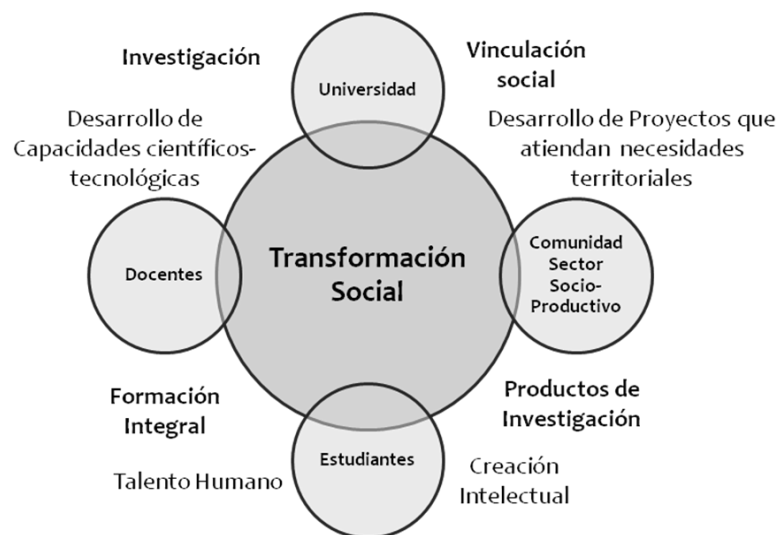 Investigación
Universidad
Vinculación
social
Desarrollo de
Capacidades científicos-
tecnológicas
Desarrollo de Proyectos que
atiendan necesidades
territoriales
Docentes
Transformación
Social
Comunidad
Sector
Socio-
Productivo
Formación
Integral
Productos de
Investigación
Talento Humano
Estudiantes
Creación
Intelectual